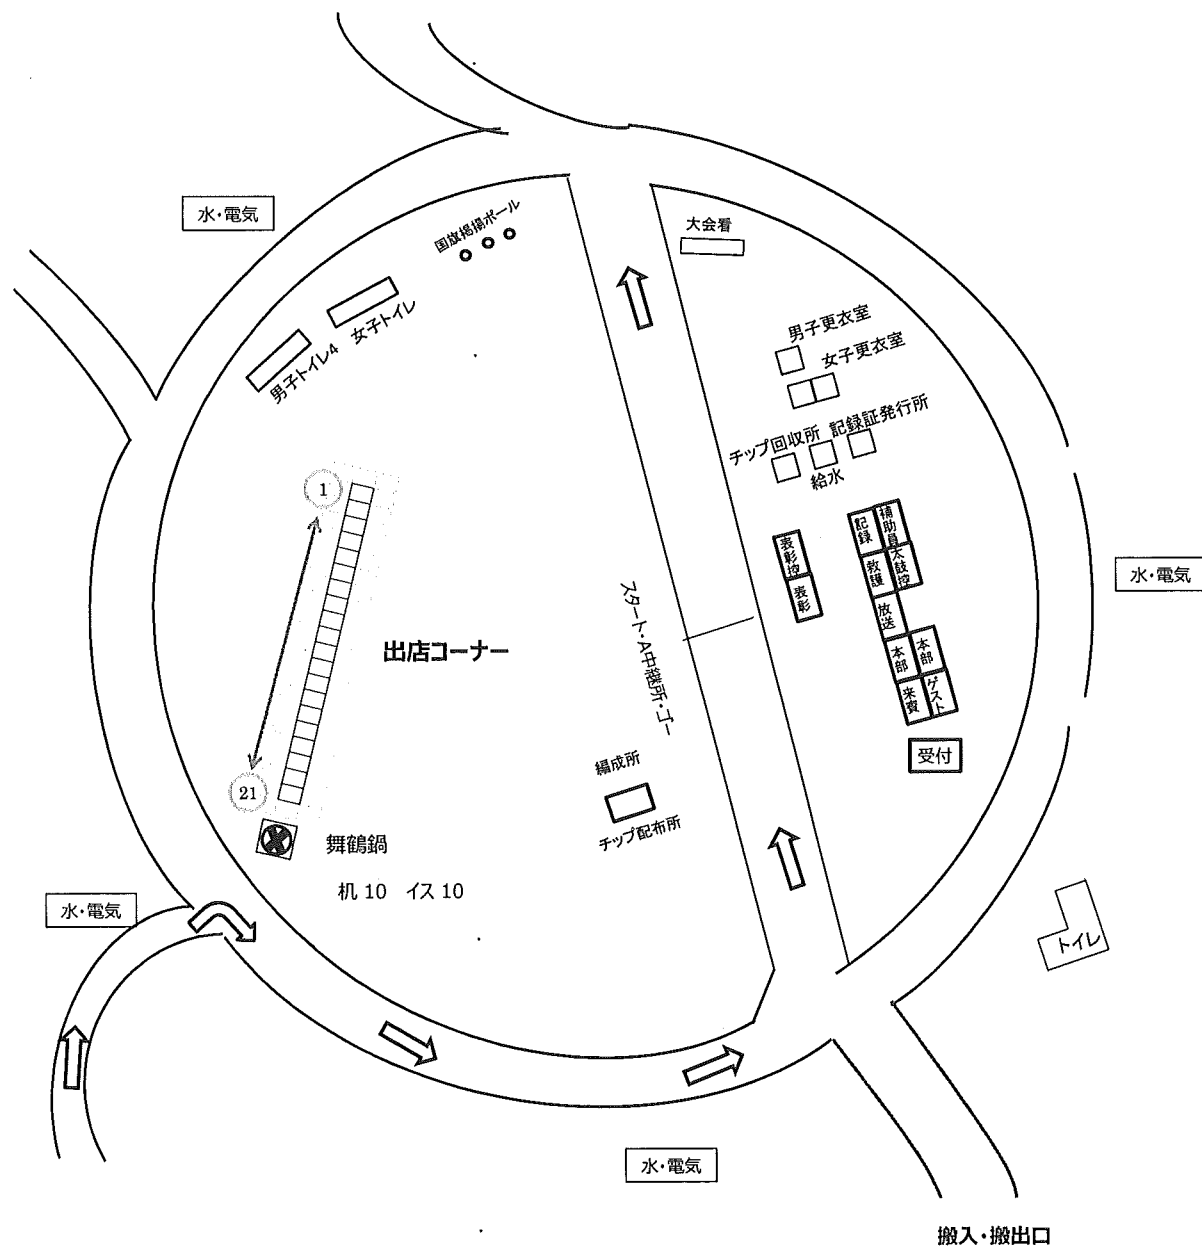 水・電気
国旗掲揚ポール
大会看
女子トイレ
男子トイレ4
男子更衣室
女子更衣室
チップ回収所
記録証発行所
給水
1
記録
補助員
表彰控
救護
太鼓控
水・電気
表彰
放送
スタート・A中継所・ゴー
出店コーナー
本部
本部
来賓
ゲスト
受付
編成所
チップ配布所
21
舞鶴鍋
机 10 イス 10
水・電気
トイレ
水・電気
搬入・搬出口